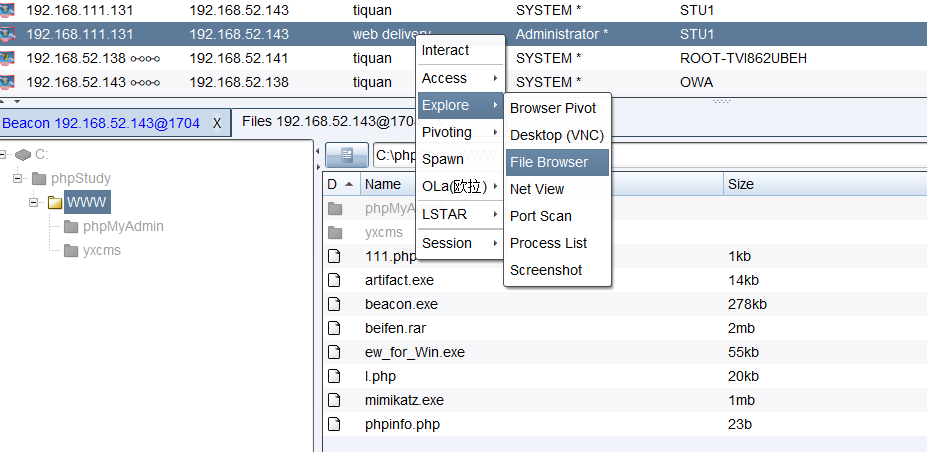 192.168.111.131 192.168.52.143 tiquan SYSTEM * STU1
192.168.111.131 192.168.52.143 web delivery Administrator * STU1
192.168.52.138 192.168.52.141 tiquan SYSTEM * ROOT-TVI862UBEH
192.168.52.143 192.168.52.138 tiquan SYSTEM * OWA
Interact
Access
Explore
Pivoting
Spawn
OLa(欧拉)
LSTAR
Session
Browser Pivot
Desktop (VNC)
File Browser
Net View
Port Scan
Process List
Screenshot
Beacon 192.168.52.143@1704 X Files 192.168.52.143@170
C:
phpStudy
WWW
phpMyAdmin
yxcms
C:\php
D Name Size
phpMyA
yxcms
111.php 1kb
artifact.exe 14kb
beacon.exe 278kb
beifen.rar 2mb
ew_for_Win.exe 55kb
l.php 20kb
mimikatz.exe 1mb
phpinfo.php 23b